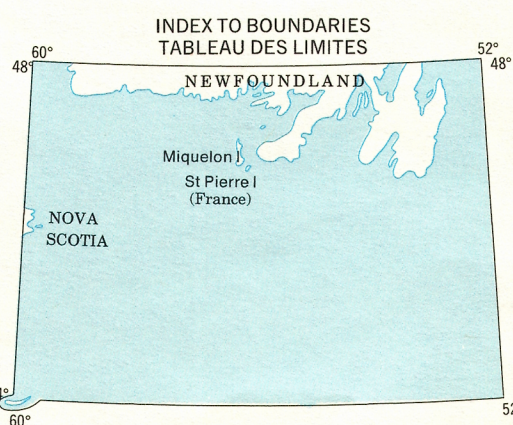 INDEX TO BOUNDARIES
TABLEAU DES LIMITES
60° 52°
48° 48°
NEWFOUNDLAND
Miquelon I
St Pierre I
(France)
NOVA
SCOTIA
60°